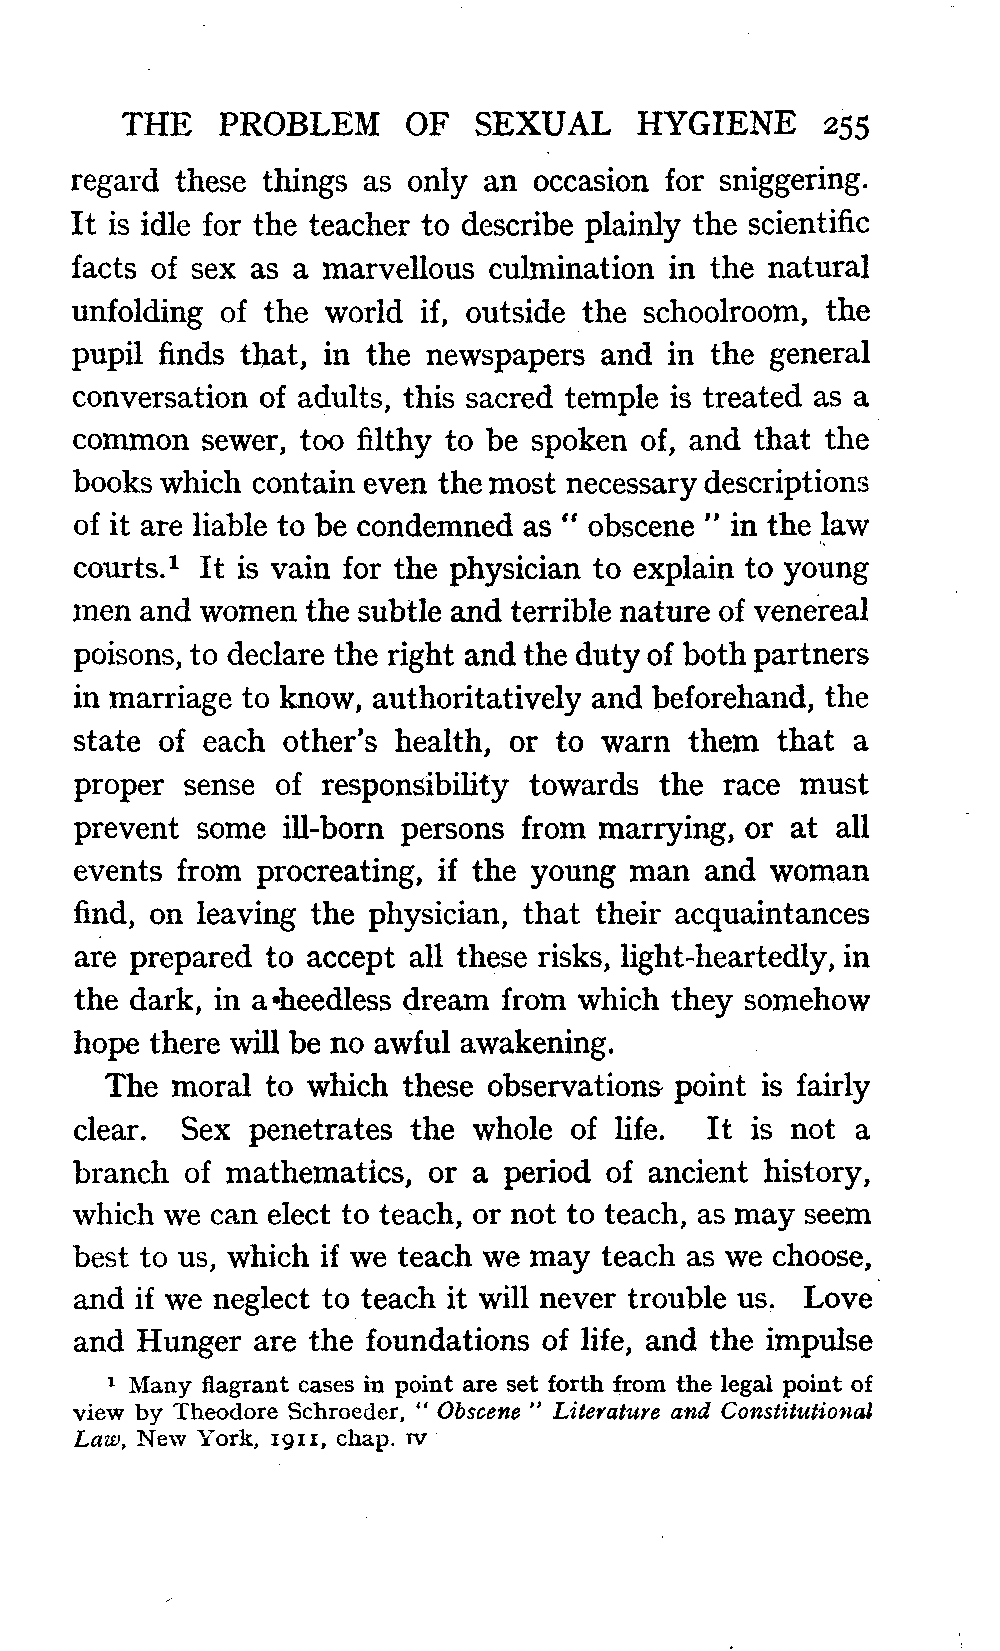 THE PROBLEM OF SEXUAL HYGIENE 255
regard these things as only an occasion for sniggering.
It is idle for the teacher to describe plainly the scientific
facts of sex as a marvellous culmination in the natural
unfolding of the world if, outside the schoolroom, the
pupil finds that, in the newspapers and in the general
conversation of adults, this sacred temple is treated as a
common sewer, too filthy to be spoken of, and that the
books which contain even the most necessary descriptions
of it are liable to be condemned as " obscene " in the law
courts.¹ It is vain for the physician to explain to young
men and women the subtle and terrible nature of venereal
poisons, to declare the right and the duty of both partners
in marriage to know, authoritatively and beforehand, the
state of each other's health, or to warn them that a
proper sense of responsibility towards the race must
prevent some ill-born persons from marrying, or at all
events from procreating, if the young man and woman
find, on leaving the physician, that their acquaintances
are prepared to accept all these risks, light-heartedly, in
the dark, in a heedless dream from which they somehow
hope there will be no awful awakening.
The moral to which these observations point is fairly
clear. Sex penetrates the whole of life. It is not a
branch of mathematics, or a period of ancient history,
which we can elect to teach, or not to teach, as may seem
best to us, which if we teach we may teach as we choose,
and if we neglect to teach it will never trouble us. Love
and Hunger are the foundations of life, and the impulse
¹ Many flagrant cases in point are set forth from the legal point of
view by Theodore Schroeder, " Obscene " Literature and Constitutional
Law, New York, 1911, chap. IV